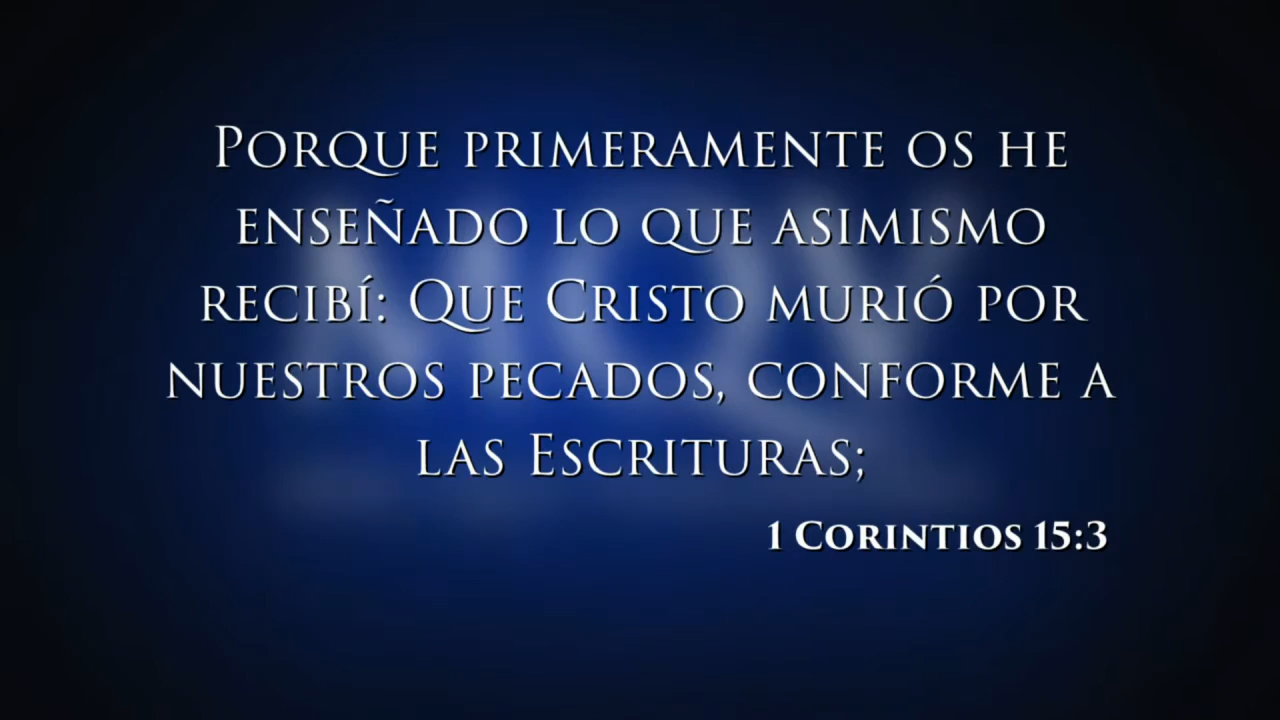 Porque primeramente os he
enseñado lo que asimismo
recibí: Que Cristo murió por
nuestros pecados, conforme a
las Escrituras;
1 Corintios 15:3